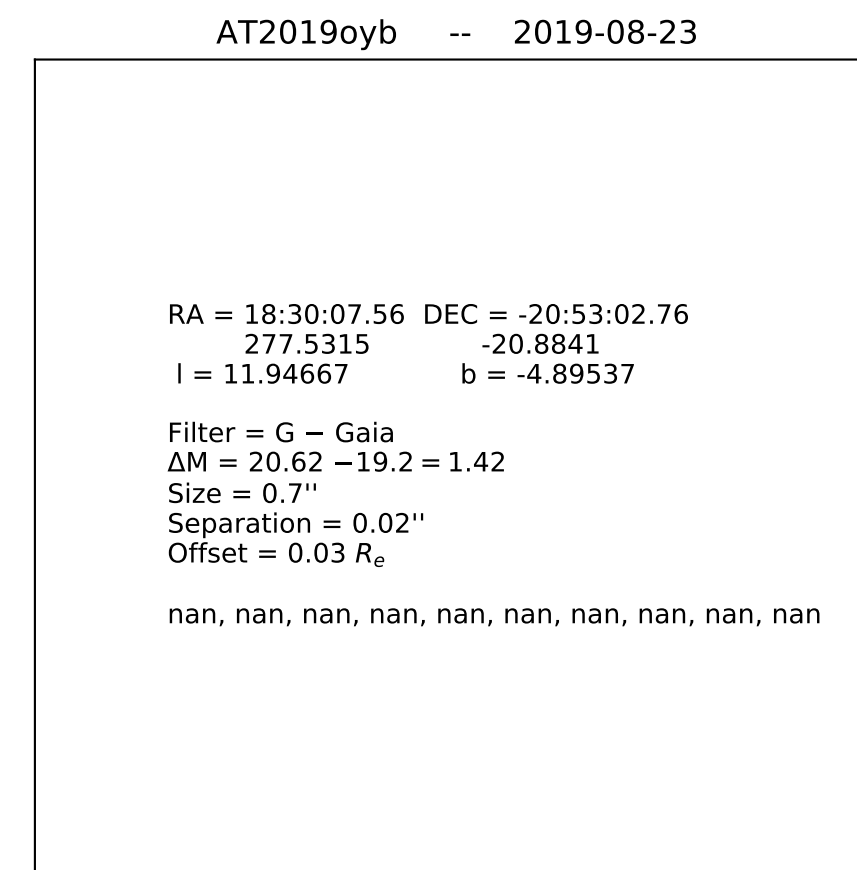 AT2019oyb -- 2019-08-23
RA = 18:30:07.56 DEC = -20:53:02.76
277.5315 -20.8841
l = 11.94667 b = -4.89537
Filter = G − Gaia
ΔM = 20.62 −19.2 = 1.42
Size = 0.7''
Separation = 0.02''
Offset = 0.03 Rₑ
nan, nan, nan, nan, nan, nan, nan, nan, nan, nan